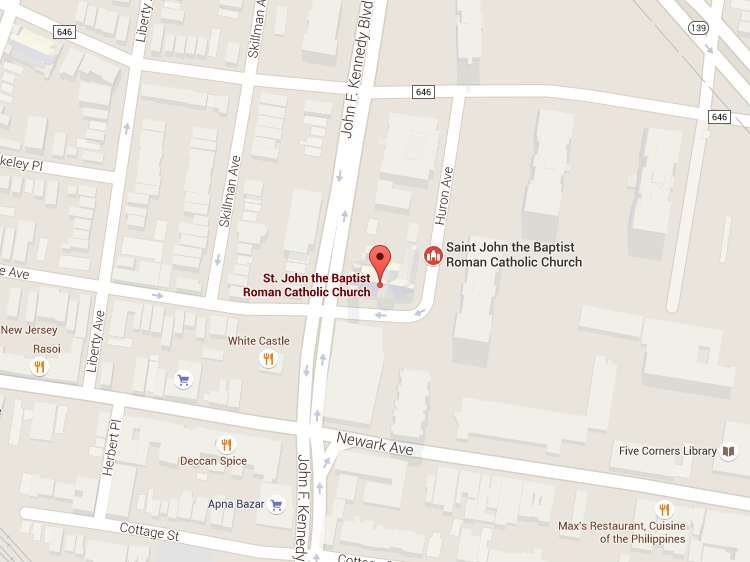 646
Liberty Ave
Skillman Ave
John F. Kennedy Blvd
139
646
646
Skillman Ave
keley Pl
Huron Ave
Saint John the Baptist
Roman Catholic Church
St. John the Baptist
Roman Catholic Church
e Ave
New Jersey
Rasoi
Liberty Ave
White Castle
Herbert Pl
Newark Ave
Deccan Spice
Five Corners Library
John F. Kennedy
Apna Bazar
Max's Restaurant, Cuisine
of the Philippines
Cottage St
Cottage St